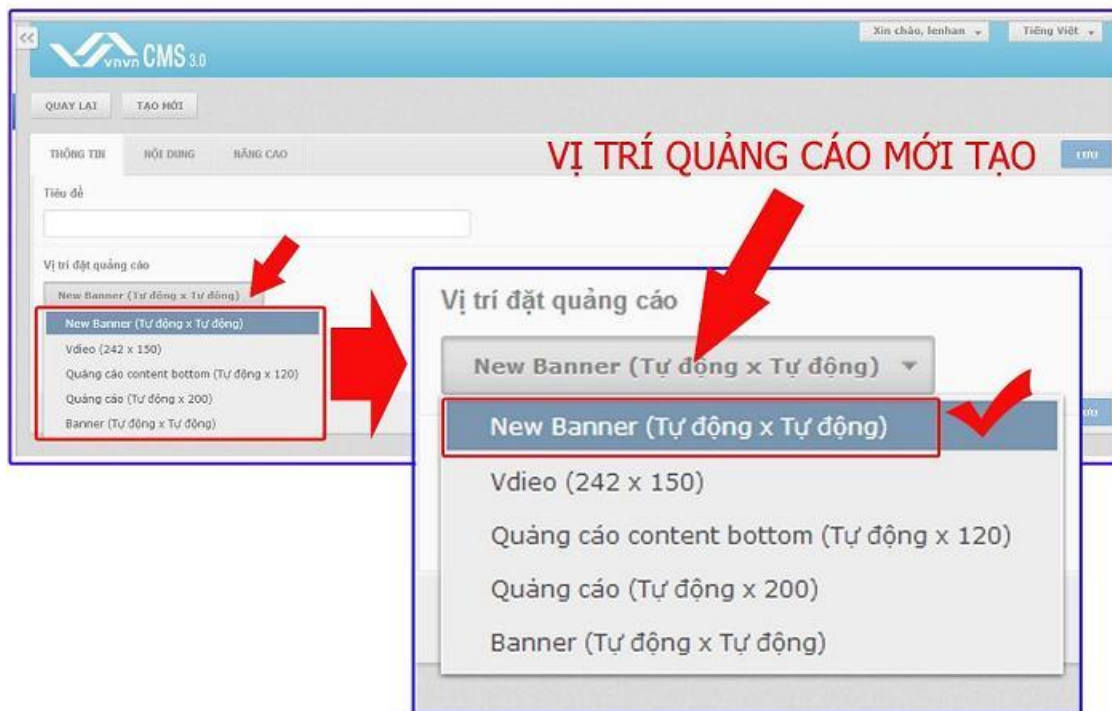 <<
vnvn CMS 3.0
Xin chào, lenhan
Tiếng Việt
QUAY LẠI
TẠO MỚI
THÔNG TIN
NỘI DUNG
NÂNG CAO
VỊ TRÍ QUẢNG CÁO MỚI TẠO
LƯU
Tiêu đề
Vị trí đặt quảng cáo
New Banner (Tự động x Tự động)
New Banner (Tự động x Tự động)
Vdieo (242 x 150)
Quảng cáo content bottom (Tự động x 120)
Quảng cáo (Tự động x 200)
Banner (Tự động x Tự động)
Vị trí đặt quảng cáo
New Banner (Tự động x Tự động)
New Banner (Tự động x Tự động)
Vdieo (242 x 150)
Quảng cáo content bottom (Tự động x 120)
Quảng cáo (Tự động x 200)
Banner (Tự động x Tự động)